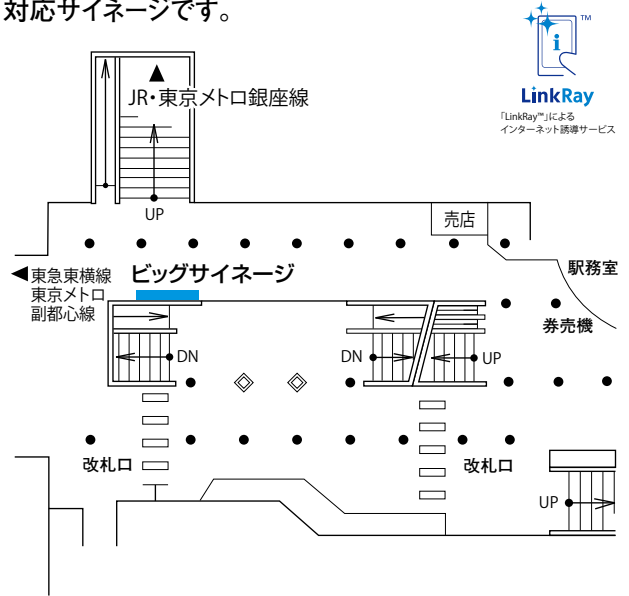 対応サイネージです。
TM
i
LinkRay
「LinkRay™」による
インターネット誘導サービス
JR・東京メトロ銀座線
UP
売店
◀東急東横線
東京メトロ
副都心線
ビッグサイネージ
駅務室
券売機
DN
DN
UP
改札口
改札口
UP